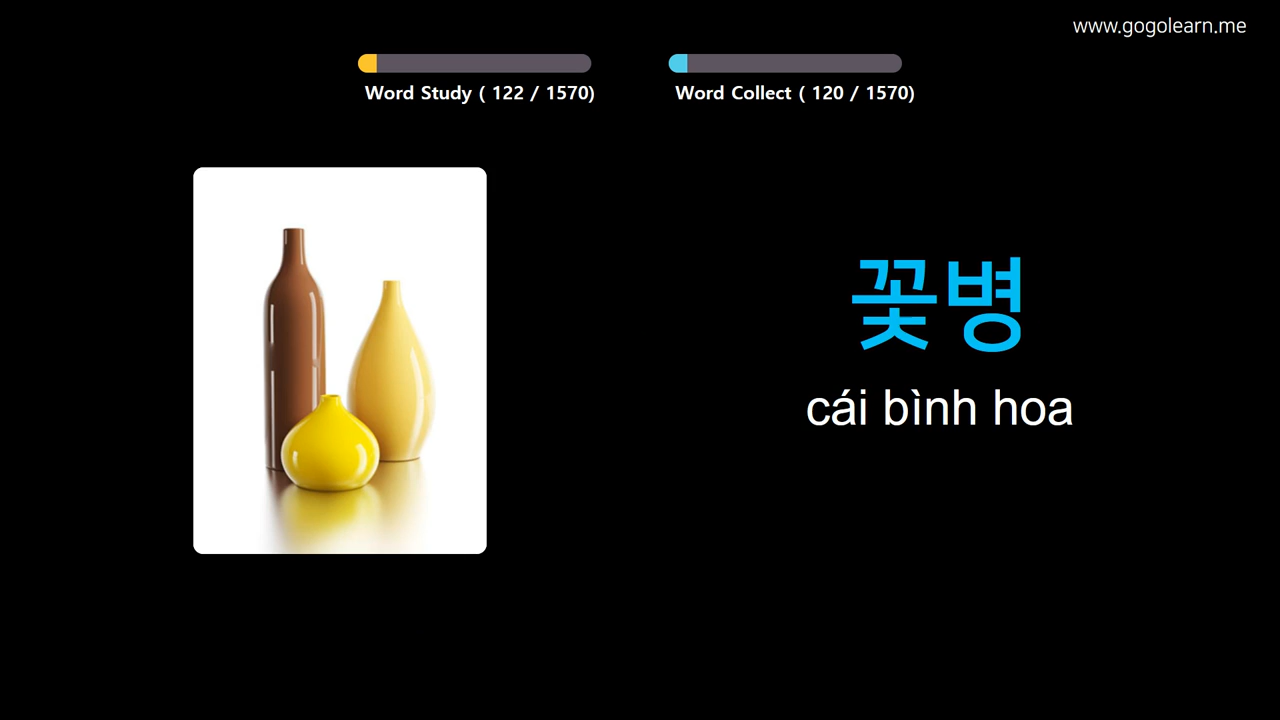 www.gogolearn.me
Word Study ( 122 / 1570)
Word Collect ( 120 / 1570)
꽃병
cái bình hoa